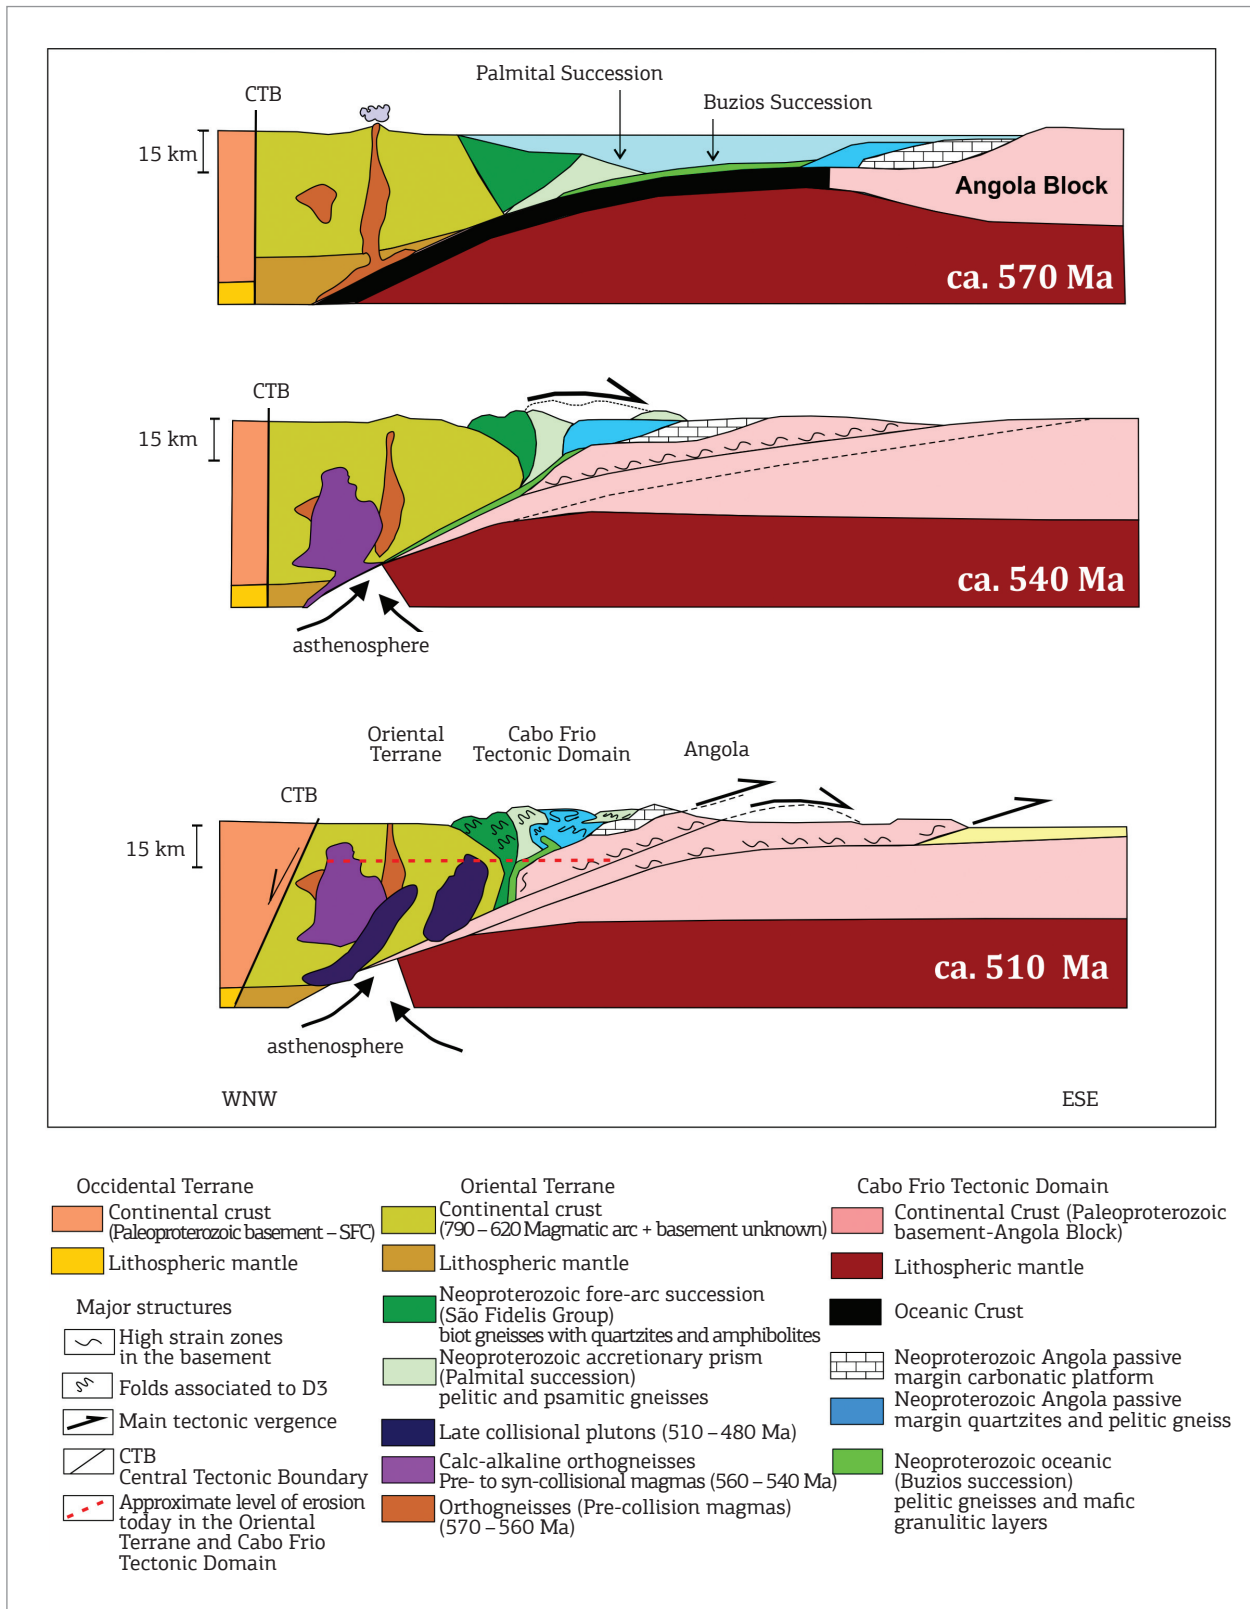 Palmital Succession
CTB
Buzios Succession
15 km
Angola Block
ca. 570 Ma
CTB
15 km
ca. 540 Ma
asthenosphere
Oriental
Terrane
Cabo Frio
Tectonic Domain
Angola
CTB
15 km
ca. 510 Ma
asthenosphere
WNW
ESE
Occidental Terrane
Continental crust
(Paleoproterozoic basement – SFC)
Lithospheric mantle
Major structures
High strain zones
in the basement
Folds associated to D3
Main tectonic vergence
CTB
Central Tectonic Boundary
Approximate level of erosion
today in the Oriental
Terrane and Cabo Frio
Tectonic Domain
Oriental Terrane
Continental crust
(790 – 620 Magmatic arc + basement unknown)
Lithospheric mantle
Neoproterozoic fore-arc succession
(São Fidelis Group)
biot gneisses with quartzites and amphibolites
Neoproterozoic accretionary prism
(Palmital succession)
pelitic and psamitic gneisses
Late collisional plutons (510 – 480 Ma)
Calc-alkaline orthogneisses
Pre- to syn-collisional magmas (560 – 540 Ma)
Orthogneisses (Pre-collision magmas)
(570 – 560 Ma)
Cabo Frio Tectonic Domain
Continental Crust (Paleoproterozoic
basement-Angola Block)
Lithospheric mantle
Oceanic Crust
Neoproterozoic Angola passive
margin carbonatic platform
Neoproterozoic Angola passive
margin quartzites and pelitic gneiss
Neoproterozoic oceanic
(Buzios succession)
pelitic gneisses and mafic
granulitic layers